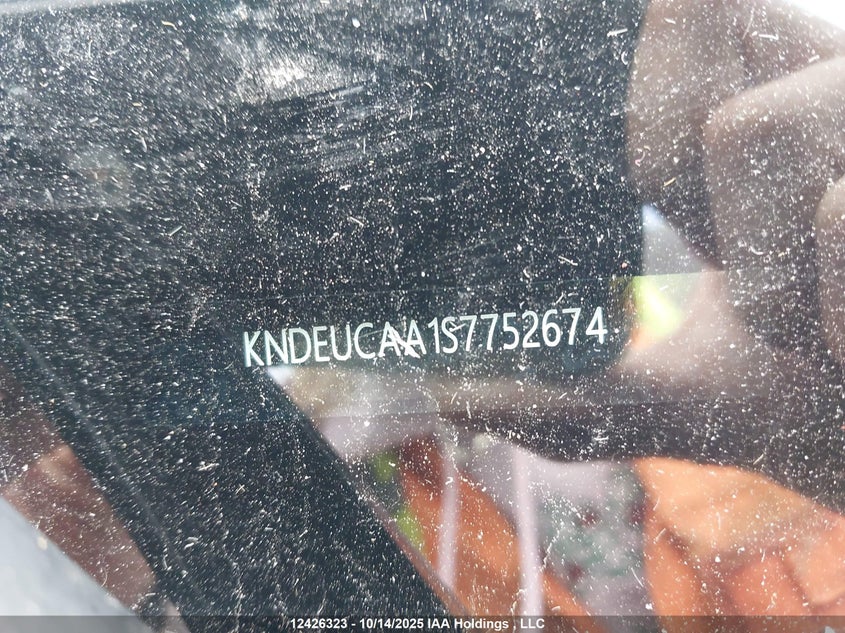 KNDEUCAA1S7752674
12426323 - 10/14/2025 IAA Holdings , LLC